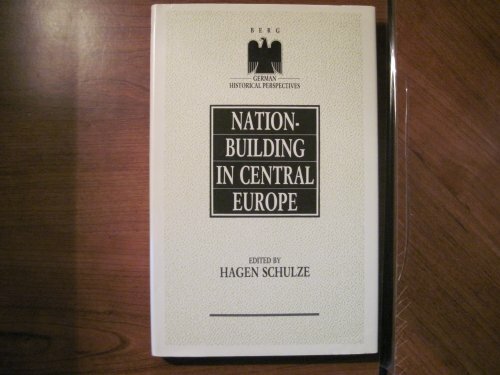 BERG
GERMAN
HISTORICAL PERSPECTIVES
NATION-
BUILDING
IN CENTRAL
EUROPE
EDITED BY
HAGEN SCHULZE